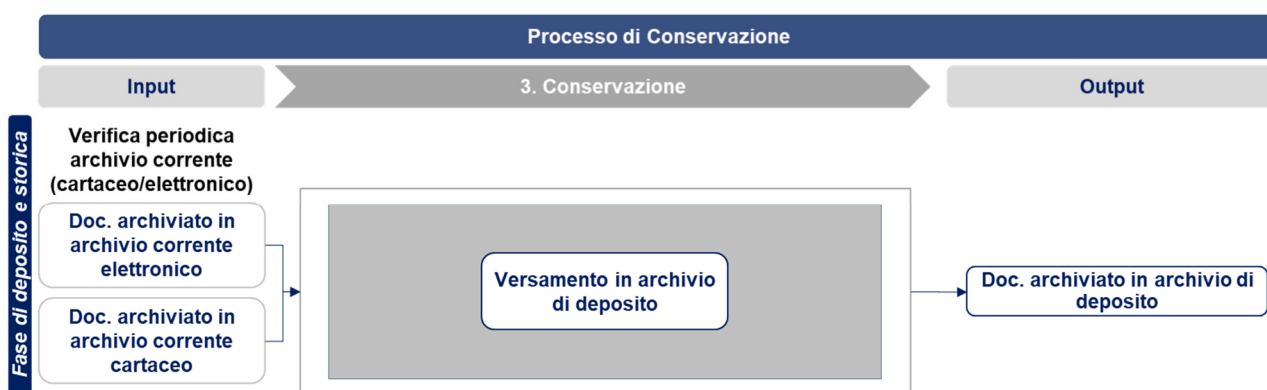 Processo di Conservazione
Input
3. Conservazione
Output
Fase di deposito e storica
Verifica periodica
archivio corrente
(cartaceo/elettronico)
Doc. archiviato in
archivio corrente
elettronico
Doc. archiviato in
archivio corrente
cartaceo
Versamento in archivio
di deposito
Doc. archiviato in archivio di
deposito